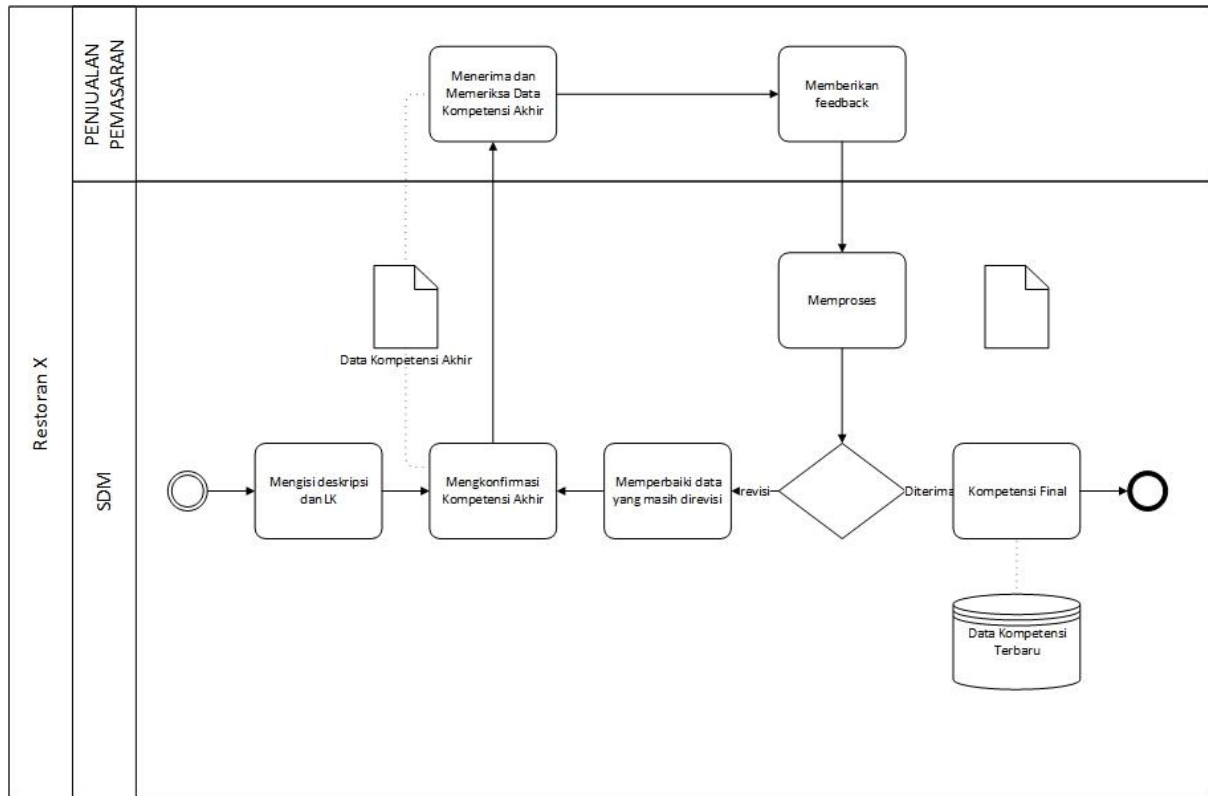 Restoran X
PENJUALAN
PEMASARAN
Menerima dan
Memeriksa Data
Kompetensi Akhir
Memberikan
feedback
SDM
Memproses
Data Kompetensi Akhir
Mengisi deskripsi
dan LK
Mengkonfirmasi
Kompetensi Akhir
Memperbaiki data
yang masih direvisi
revisi
Diterima
Kompetensi Final
Data Kompetensi
Terbaru